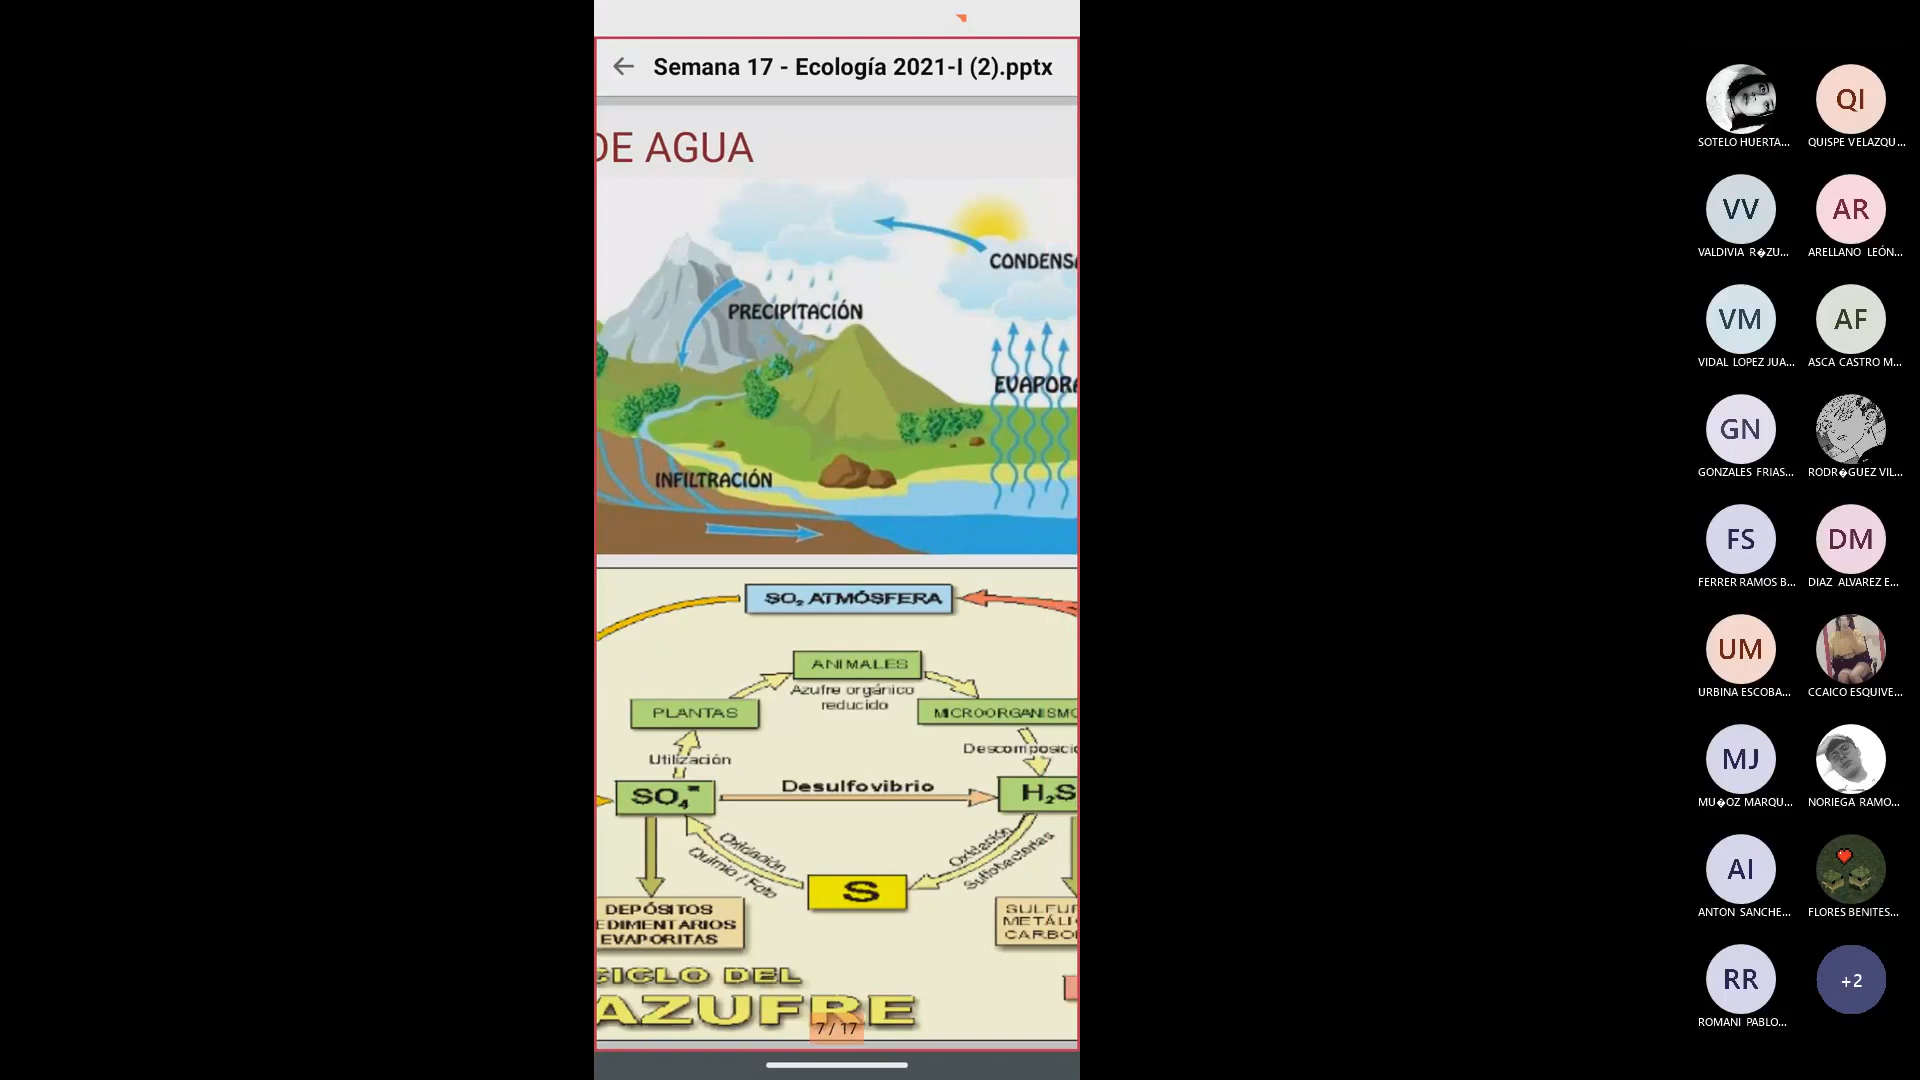 Semana 17 - Ecología 2021-I (2).pptx
DE AGUA
CONDENSA
PRECIPITACIÓN
EVAPORA
INFILTRACIÓN
SO₂ ATMÓSFERA
ANIMALES
Azufre orgánico
reducido
PLANTAS
MICROORGANISMO
Utilización
Descomposició
SO₄=
Desulfovibrio
H₂S
Oxidación
Quimio / Foto
Oxidación
Sulfobacterias
S
DEPÓSITOS
EDIMENTARIOS
EVAPORITAS
SULFUR
METÁLI
CARBO
CICLO DEL
AZUFRE
7 / 17
SOTELO HUERTA...
QI
QUISPE VELAZQU...
VV
VALDIVIA R�ZU...
AR
ARELLANO LEÓN...
VM
VIDAL LOPEZ JUA...
AF
ASCA CASTRO M...
GN
GONZALES FRIAS...
RODR�GUEZ VIL...
FS
FERRER RAMOS B...
DM
DIAZ ALVAREZ E...
UM
URBINA ESCOBA...
CCAICO ESQUIVE...
MJ
MU�OZ MARQU...
NORIEGA RAMO...
AI
ANTON SANCHE...
FLORES BENITES...
RR
ROMANI PABLO...
+2